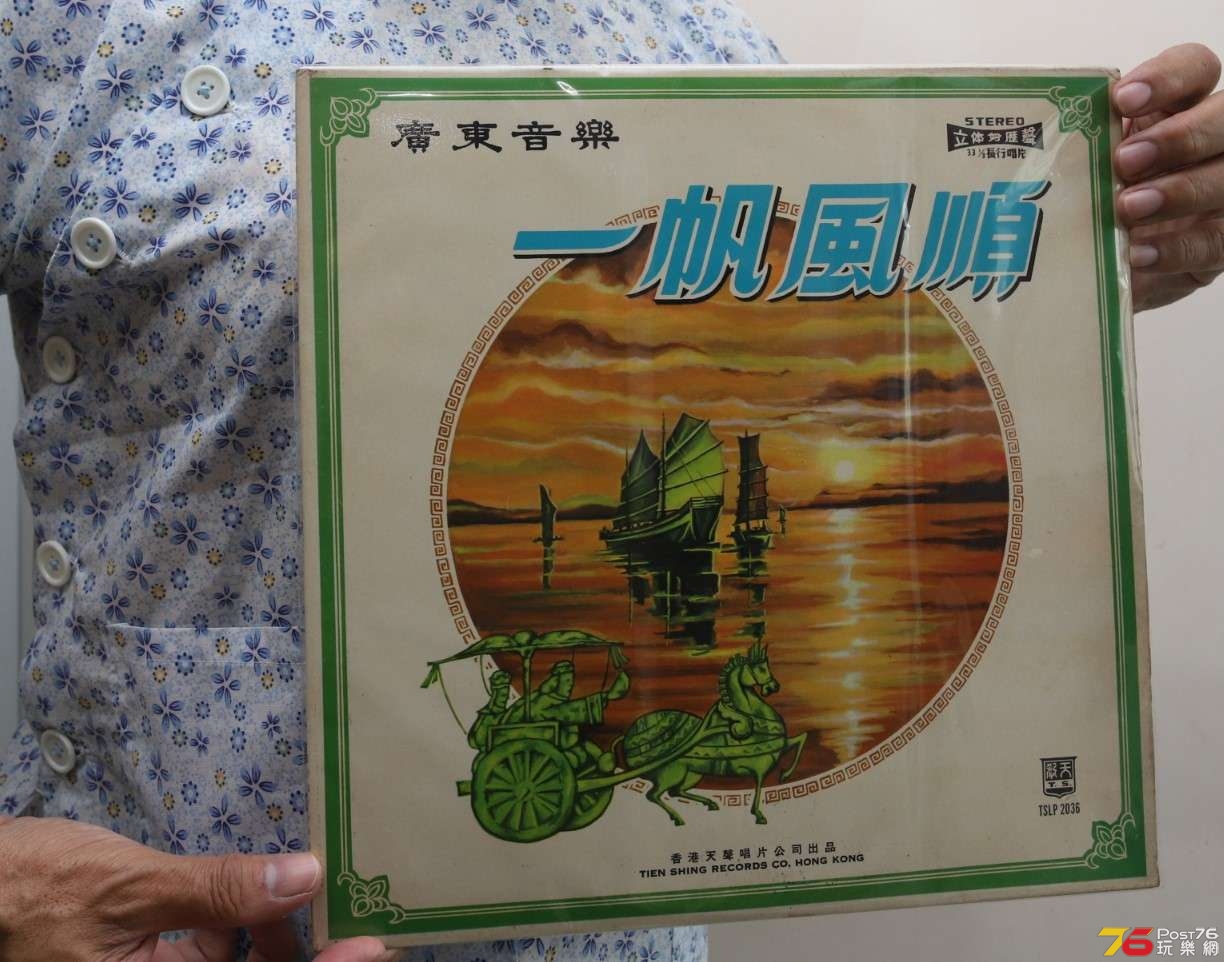 廣東音樂
STEREO
立体身歷聲
33 ⅓ 長行唱片
一帆風順
天聲
T. S.
TSLP 2036
香港天聲唱片公司出品
TIEN SHING RECORDS CO. HONG KONG
76 Post76
玩樂網